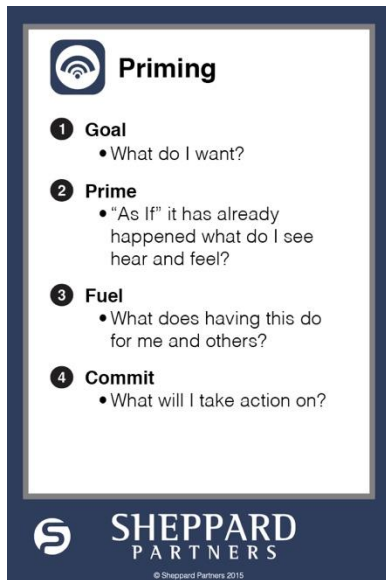 Priming
1 Goal
• What do I want?
2 Prime
• “As If” it has already
happened what do I see
hear and feel?
3 Fuel
• What does having this do
for me and others?
4 Commit
• What will I take action on?
S SHEPPARD
PARTNERS
© Sheppard Partners 2015